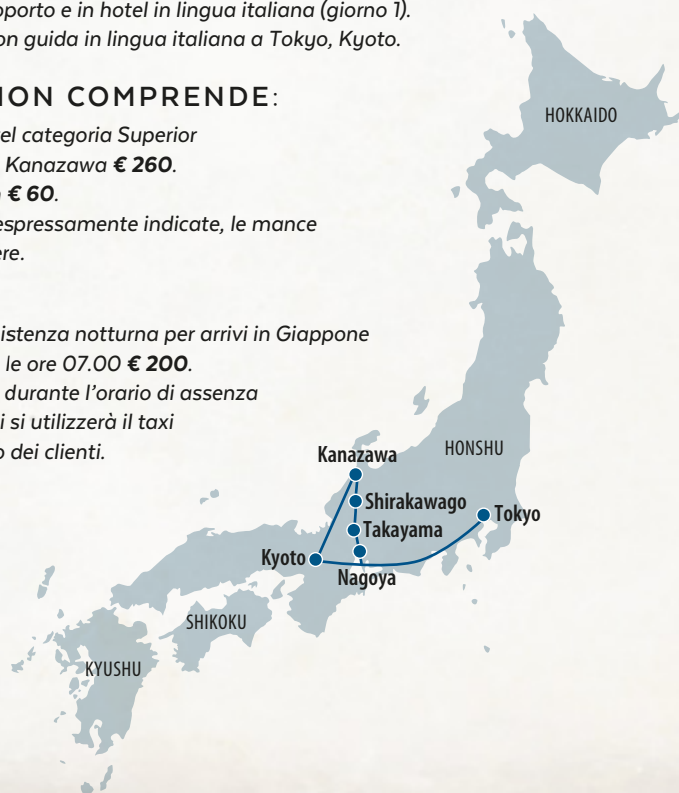 porto e in hotel in lingua italiana (giorno 1).
on guida in lingua italiana a Tokyo, Kyoto.
ION COMPRENDE:
el categoria Superior
Kanazawa € 260.
€ 60.
espressamente indicate, le mance
ere.
istenza notturna per arrivi in Giappone
le ore 07.00 € 200.
durante l'orario di assenza
i si utilizzerà il taxi
o dei clienti.
HOKKAIDO
HONSHU
Kanazawa
Shirakawago
Tokyo
Takayama
Kyoto
Nagoya
SHIKOKU
KYUSHU